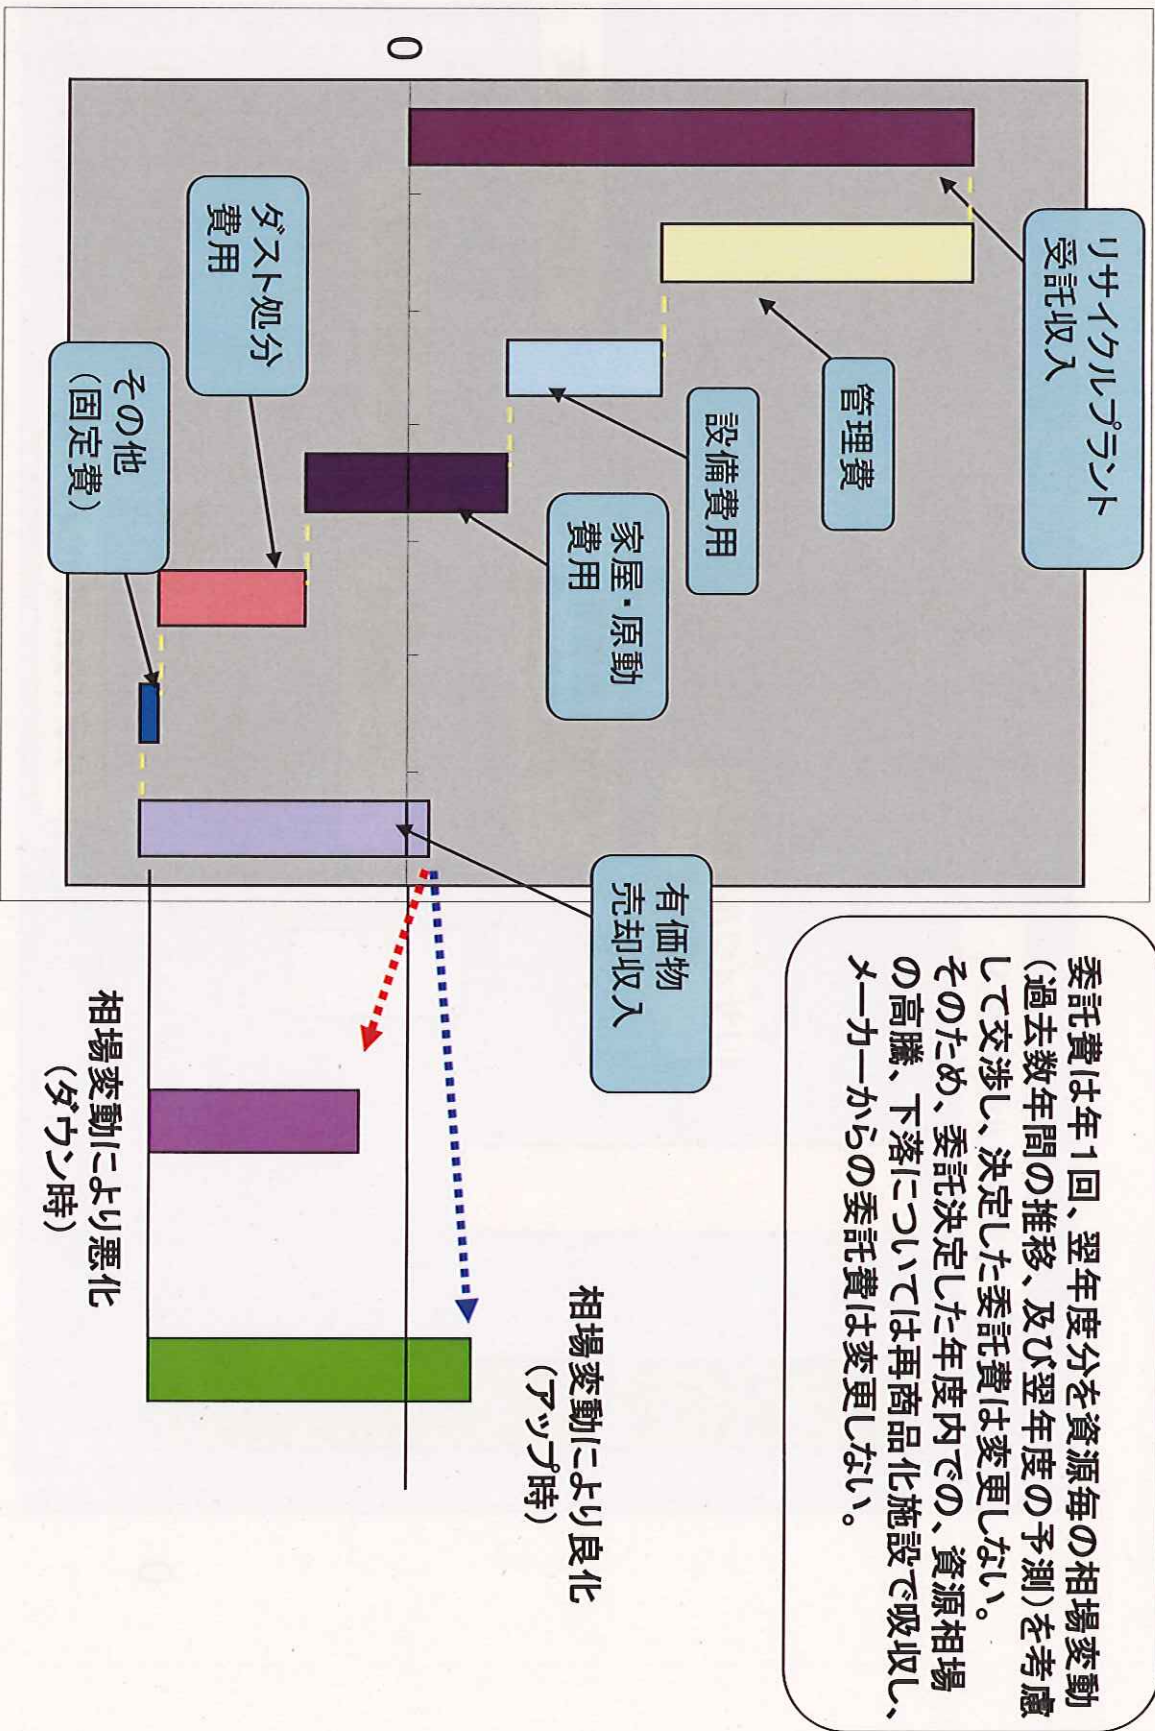 委託費は年1回、翌年度分を資源毎の相場変動
(過去数年間の推移、及び翌年度の予測)を考慮
して交渉し、決定した委託費は変更しない。
そのため、委託決定した年度内での、資源相場
の高騰、下落については再商品化施設で吸収し、
メーカーからの委託費は変更しない。
リサイクルプラント
受託収入
管理費
設備費用
家屋・原動
費用
0
ダスト処分
費用
その他
(固定費)
有価物
売却収入
相場変動により良化
(アップ時)
相場変動により悪化
(ダウン時)